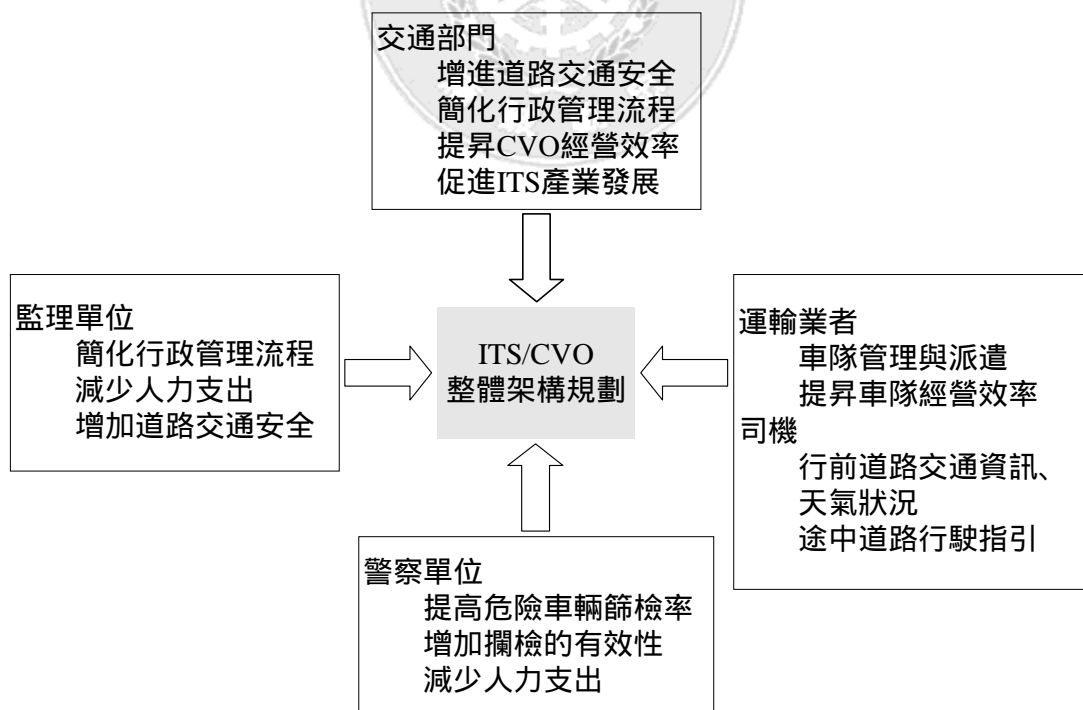 交通部門
增進道路交通安全
簡化行政管理流程
提昇CVO經營效率
促進ITS產業發展
監理單位
簡化行政管理流程
減少人力支出
增加道路交通安全
ITS/CVO
整體架構規劃
運輸業者
車隊管理與派遣
提昇車隊經營效率
司機
行前道路交通資訊、
天氣狀況
途中道路行駛指引
警察單位
提高危險車輛篩檢率
增加攔檢的有效性
減少人力支出